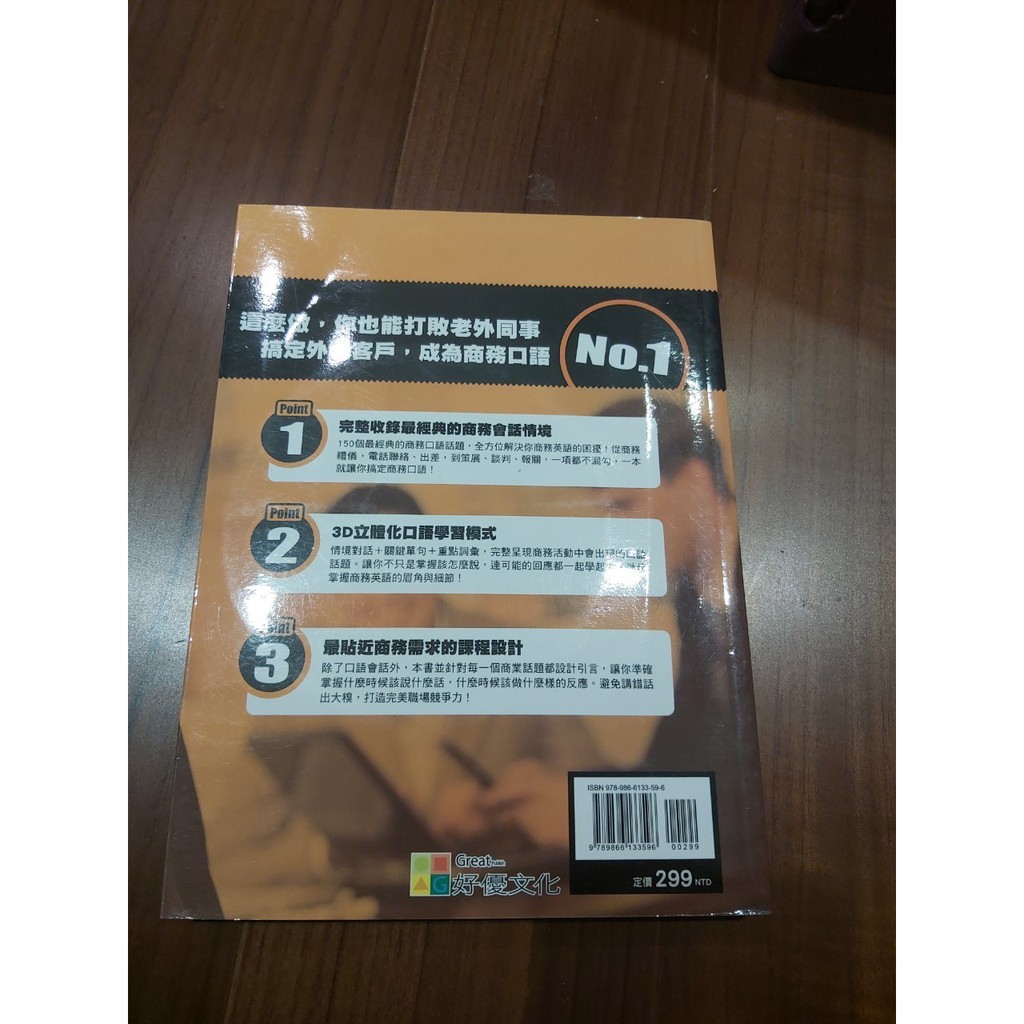 這麼做，你也能打敗老外同事
搞定外國客戶，成為商務口語
No.1
Point
1
完整收錄最經典的商務會話情境
150個最經典的商務口語話題，全方位解決你商務英語的困擾！從商務
禮儀，電話聯絡、出差，到策展、談判、報關，一項都不漏勾，一本
就讓你搞定商務口語！
Point
2
3D立體化口語學習模式
情境對話＋關鍵單句＋重點詞彙，完整呈現商務活動中會出現的口語
話題。讓你不只是掌握該怎麼說，連可能的回應都一起學起
掌握商務英語的眉角與細節！
Point
3
最貼近商務需求的課程設計
除了口語會話外，本書並針對每一個商業話題都設計引言，讓你準確
掌握什麼時候該說什麼話，什麼時候該做什麼樣的反應。避免講錯話
出大糗，打造完美職場競爭力！
ISBN 978-986-6133-59-6
9 789866 133596
00299
定價 299 NTD
Great
AG
好優文化